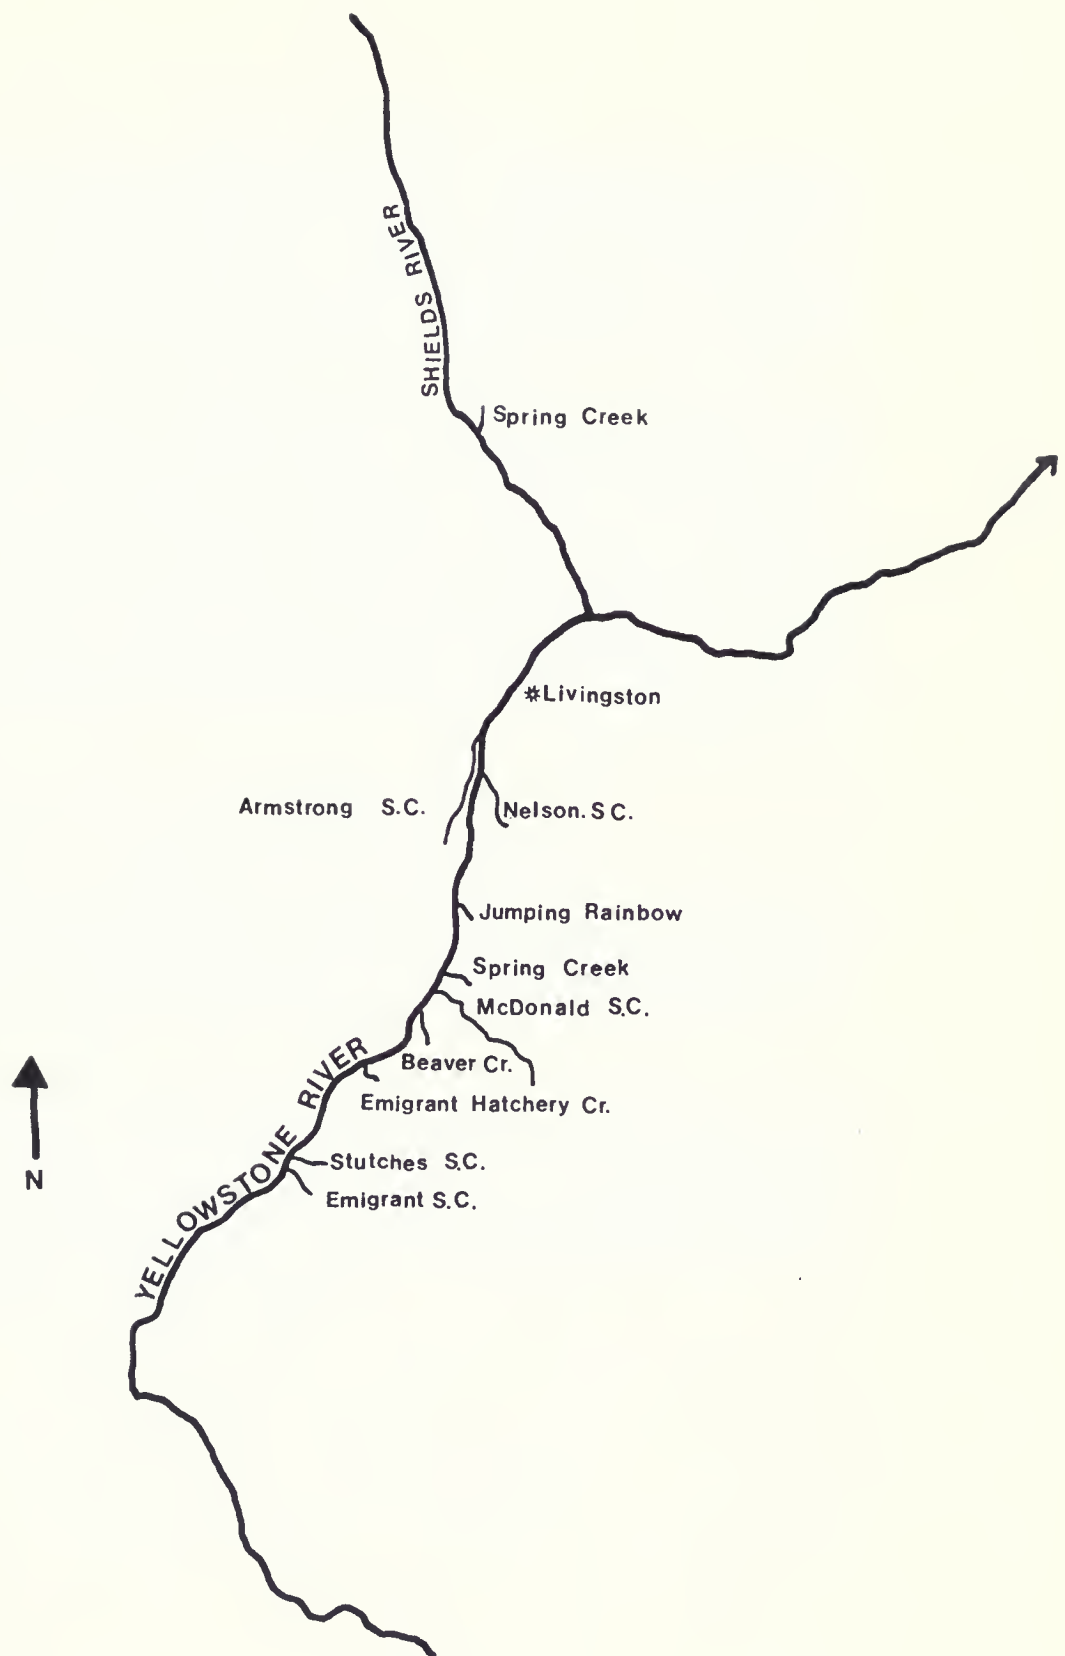 SHIELDS RIVER
Spring Creek
*Livingston
Armstrong S.C.
Nelson. S C.
Jumping Rainbow
Spring Creek
McDonald S.C.
Beaver Cr.
Emigrant Hatchery Cr.
YELLOWSTONE RIVER
Stutches S.C.
N
Emigrant S.C.